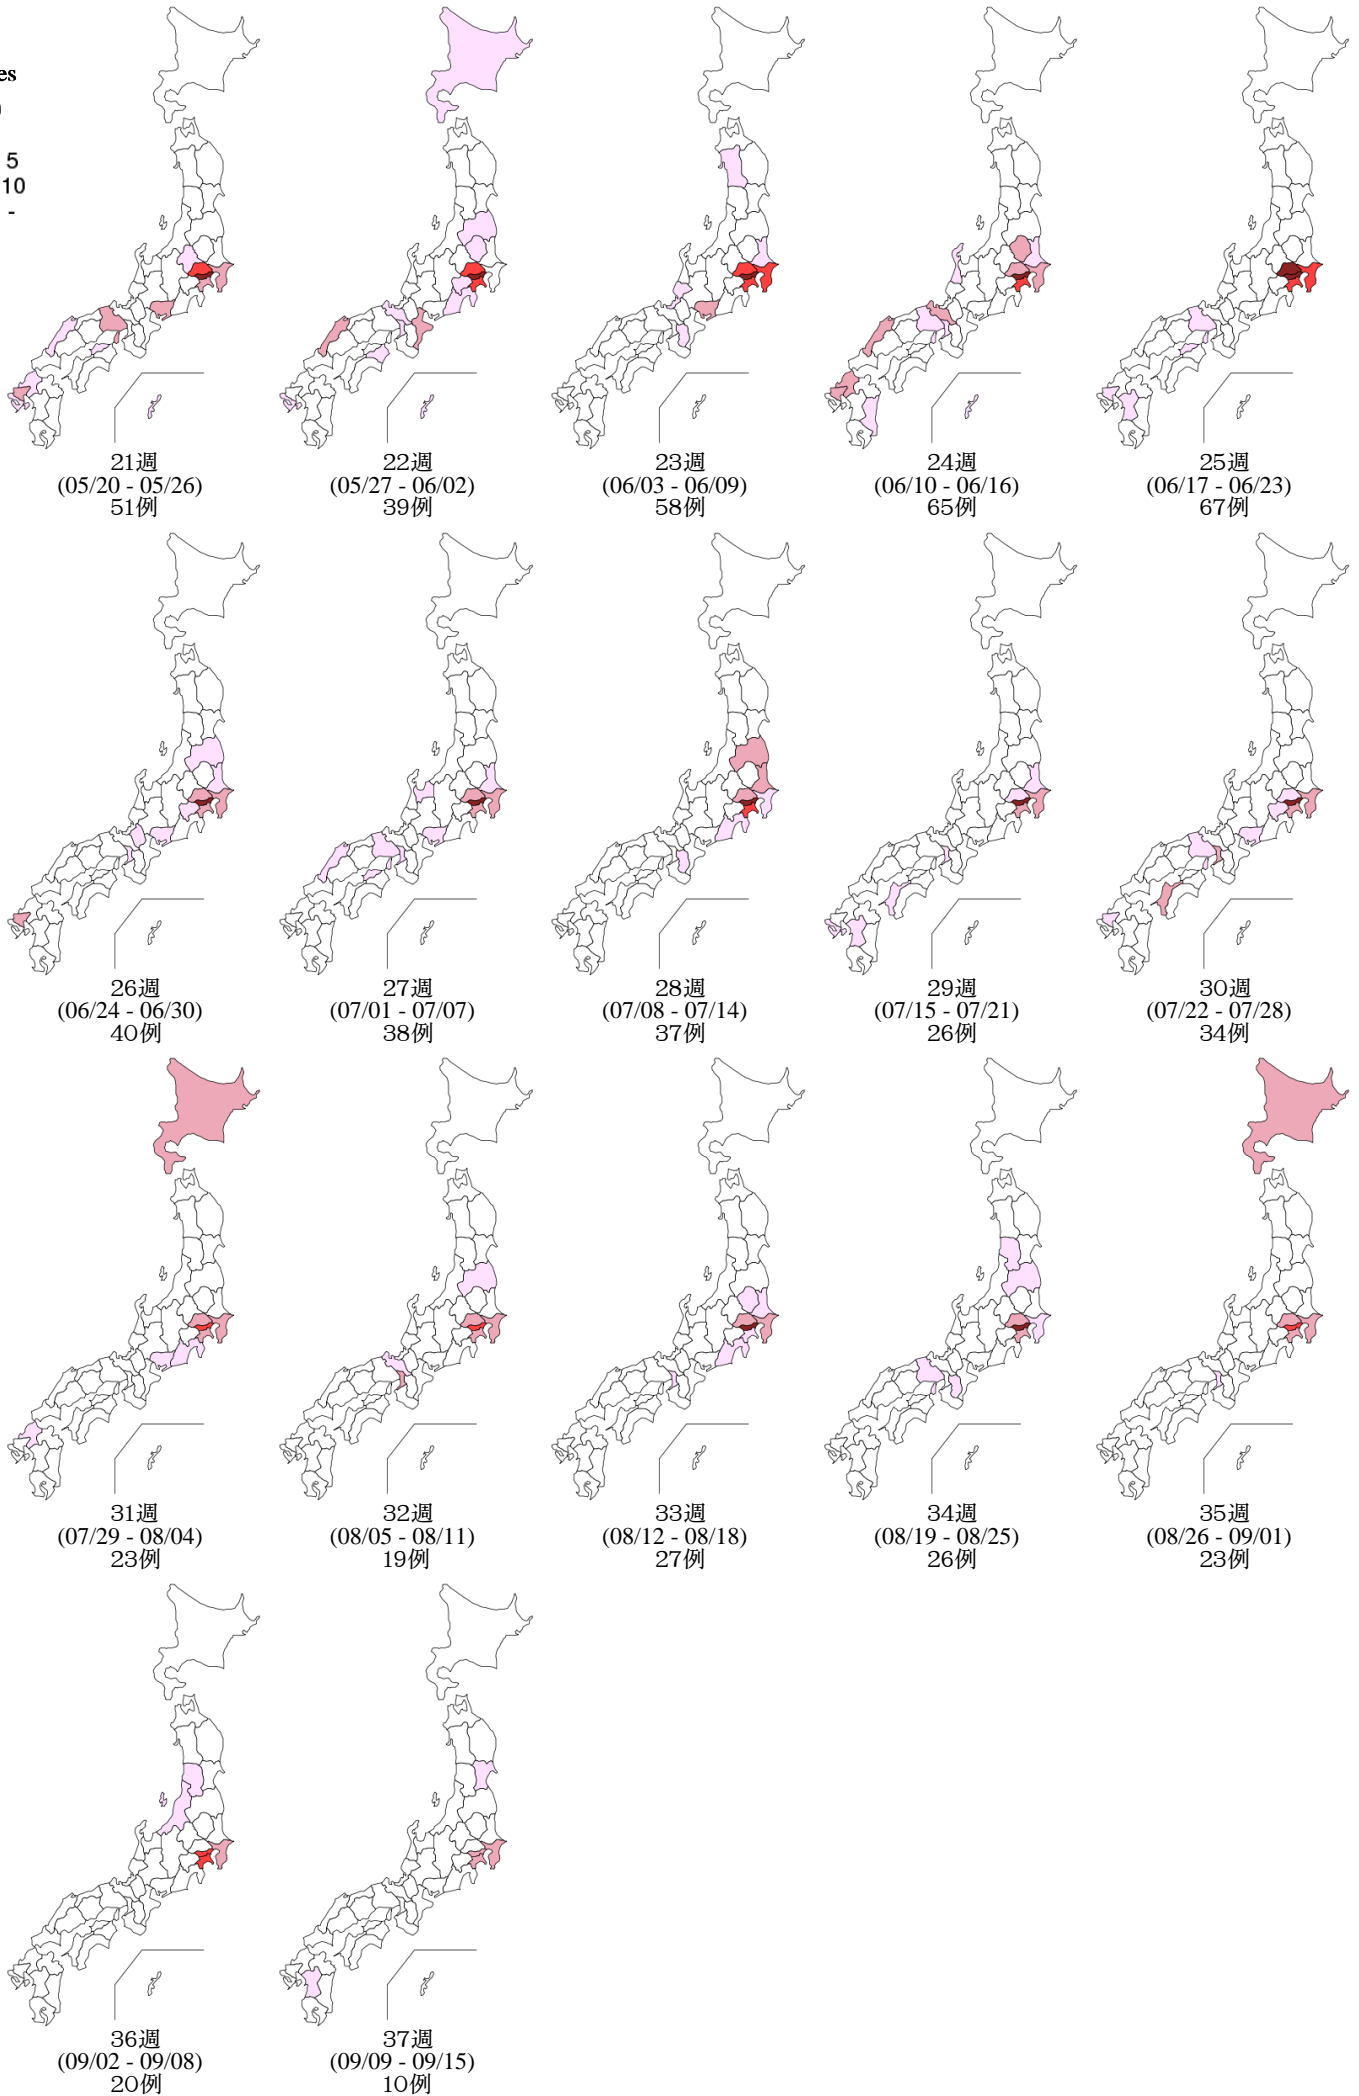 es
5
10
-
21週
(05/20 - 05/26)
51例
22週
(05/27 - 06/02)
39例
23週
(06/03 - 06/09)
58例
24週
(06/10 - 06/16)
65例
25週
(06/17 - 06/23)
67例
26週
(06/24 - 06/30)
40例
27週
(07/01 - 07/07)
38例
28週
(07/08 - 07/14)
37例
29週
(07/15 - 07/21)
26例
30週
(07/22 - 07/28)
34例
31週
(07/29 - 08/04)
23例
32週
(08/05 - 08/11)
19例
33週
(08/12 - 08/18)
27例
34週
(08/19 - 08/25)
26例
35週
(08/26 - 09/01)
23例
36週
(09/02 - 09/08)
20例
37週
(09/09 - 09/15)
10例